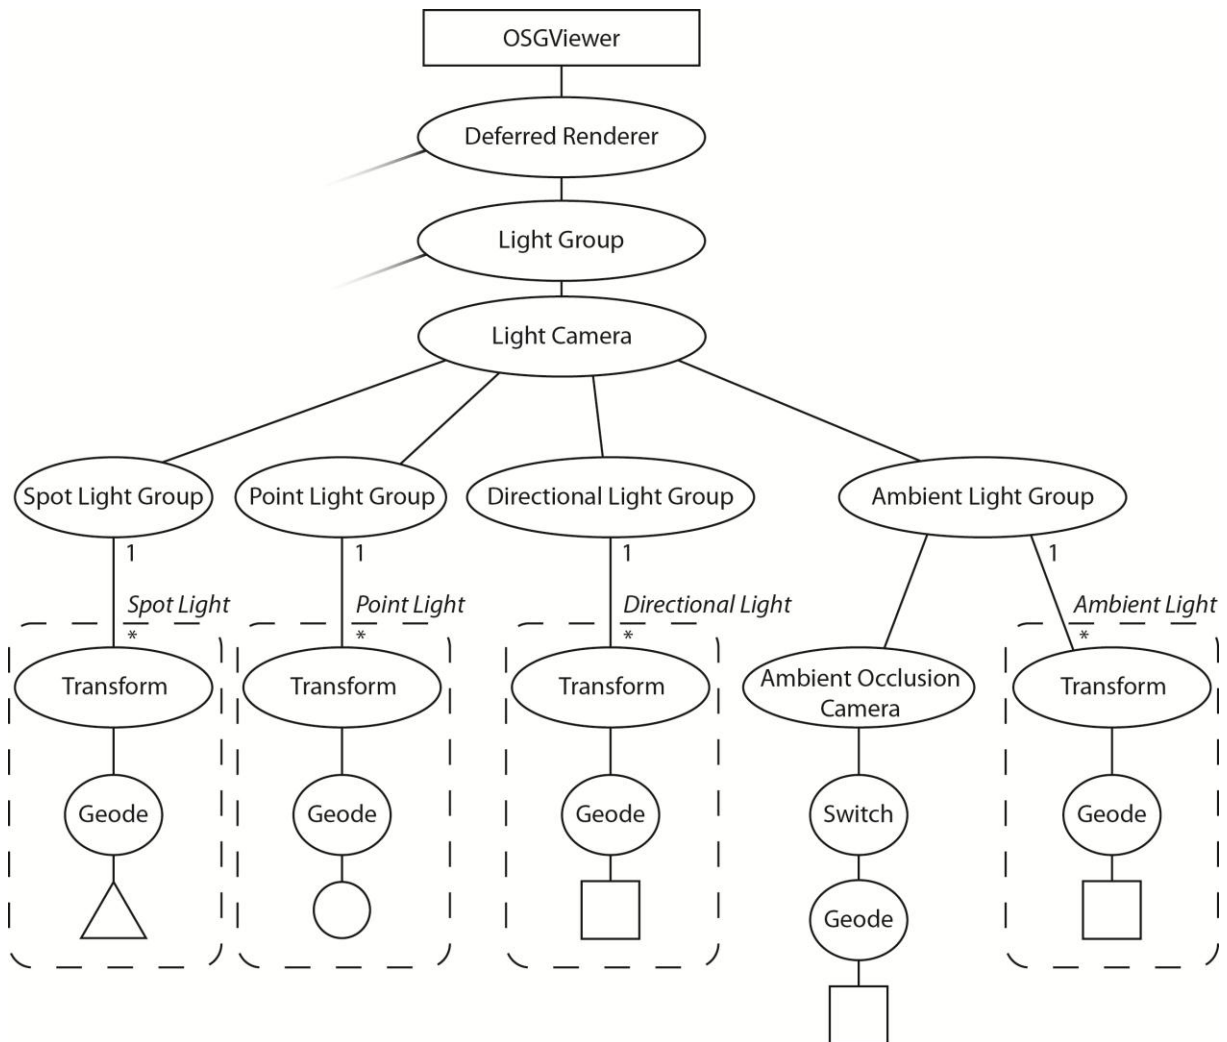 OSGViewer
Deferred Renderer
Light Group
Light Camera
Spot Light Group
Point Light Group
Directional Light Group
Ambient Light Group
1
1
1
1
Spot Light
Point Light
Directional Light
Ambient Light
*
*
*
*
Transform
Transform
Transform
Ambient Occlusion
Camera
Transform
Geode
Geode
Geode
Switch
Geode
Geode